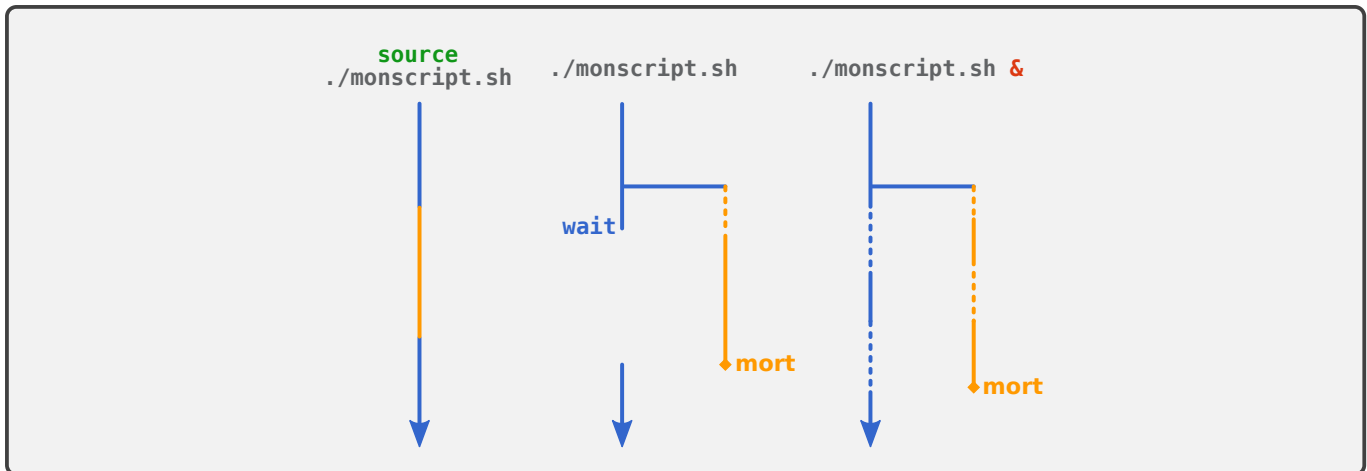 source
./monscript.sh
./monscript.sh
./monscript.sh &
wait
mort
mort